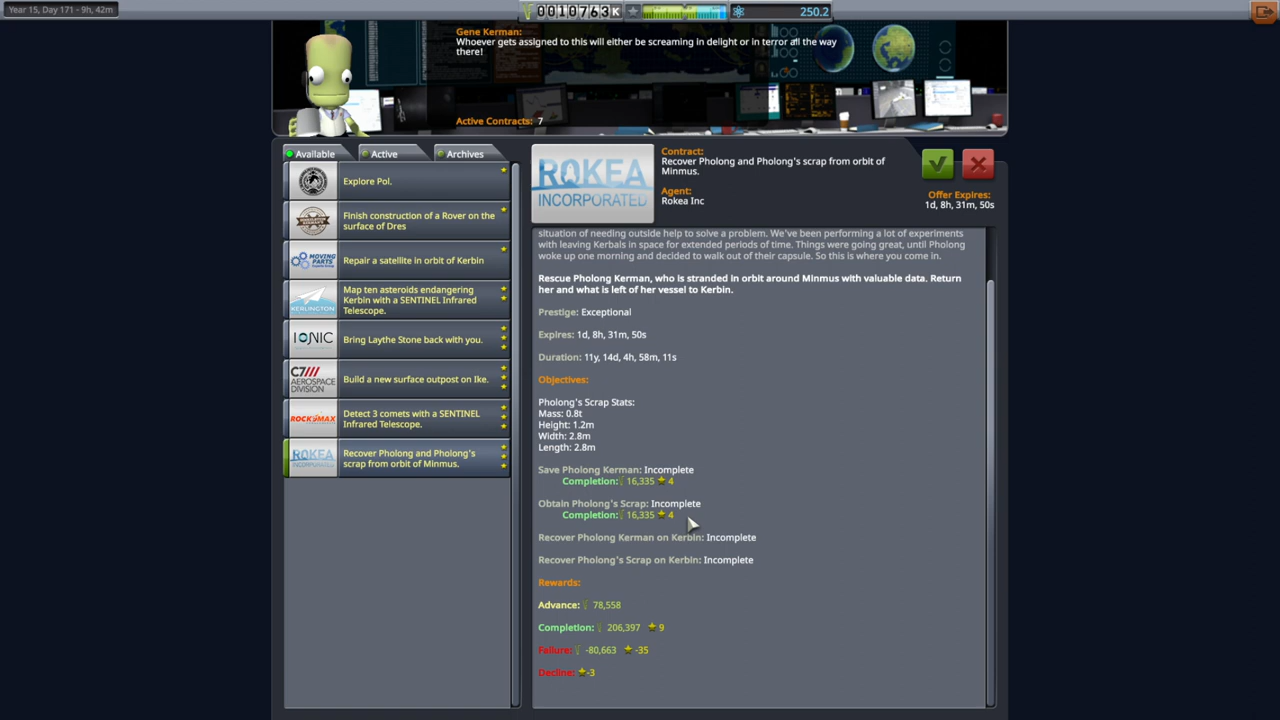 Year 15, Day 171 - 9h, 42m
0010763K
250.2
Gene Kerman:
Whoever gets assigned to this will either be screaming in delight or in terror all the way
there!
Active Contracts: 7
Available
Active
Archives
Explore Pol.
Finish construction of a Rover on the
surface of Dres
MOVING
PARTS
Repair a satellite in orbit of Kerbin
KERLINGTON
Map ten asteroids endangering
Kerbin with a SENTINEL Infrared
Telescope.
IONIC
Bring Laythe Stone back with you.
C7///
AEROSPACE
DIVISION
Build a new surface outpost on Ike.
ROCKOMAX
Detect 3 comets with a SENTINEL
Infrared Telescope.
ROKEA
INCORPORATED
Recover Pholong and Pholong's
scrap from orbit of Minmus.
ROKEA
INCORPORATED
Contract:
Recover Pholong and Pholong's scrap from orbit of
Minmus.
Agent:
Rokea Inc
Offer Expires:
1d, 8h, 31m, 50s
situation of needing outside help to solve a problem. We've been performing a lot of experiments
with leaving Kerbals in space for extended periods of time. Things were going great, until Pholong
woke up one morning and decided to walk out of their capsule. So this is where you come in.
Rescue Pholong Kerman, who is stranded in orbit around Minmus with valuable data. Return
her and what is left of her vessel to Kerbin.
Prestige: Exceptional
Expires: 1d, 8h, 31m, 50s
Duration: 11y, 14d, 4h, 58m, 11s
Objectives:
Pholong's Scrap Stats:
Mass: 0.8t
Height: 1.2m
Width: 2.8m
Length: 2.8m
Save Pholong Kerman: Incomplete
Completion: 16,335 4
Obtain Pholong's Scrap: Incomplete
Completion: 16,335 4
Recover Pholong Kerman on Kerbin: Incomplete
Recover Pholong's Scrap on Kerbin: Incomplete
Rewards:
Advance: 78,558
Completion: 206,397 9
Failure: -80,663 -35
Decline: -3